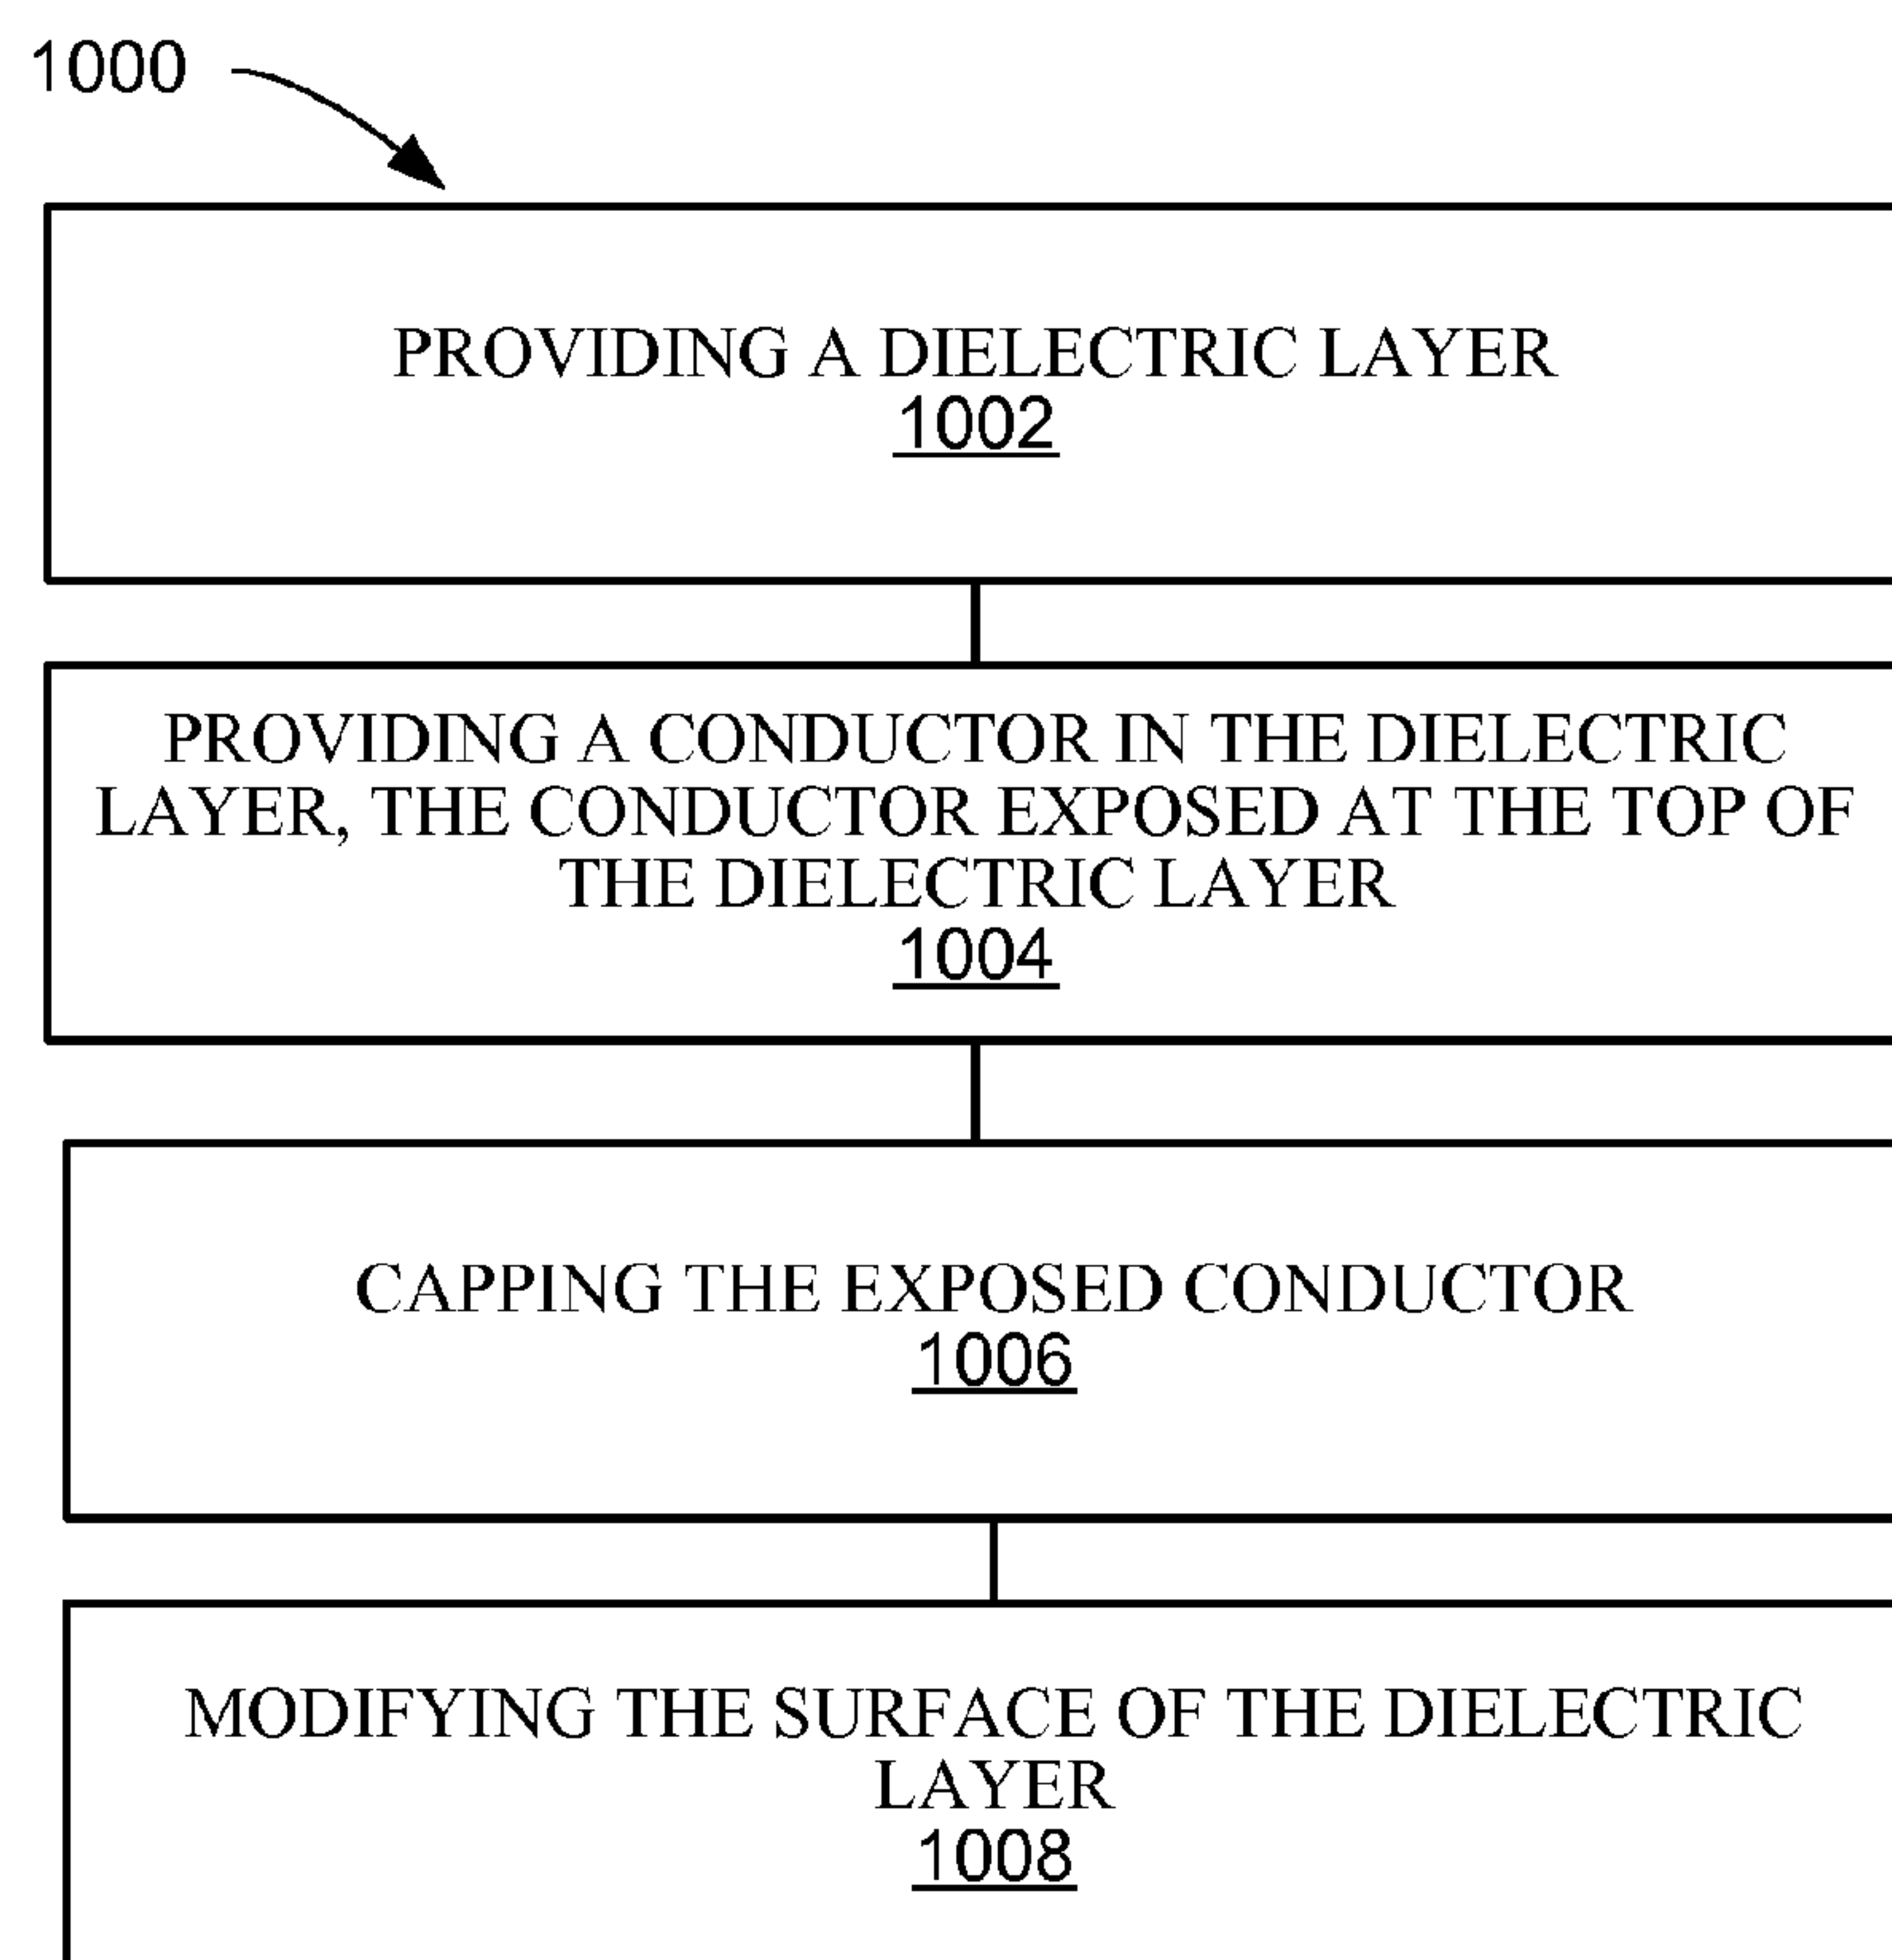 1000
PROVIDING A DIELECTRIC LAYER
1002
PROVIDING A CONDUCTOR IN THE DIELECTRIC
LAYER, THE CONDUCTOR EXPOSED AT THE TOP OF
THE DIELECTRIC LAYER
1004
CAPPING THE EXPOSED CONDUCTOR
1006
MODIFYING THE SURFACE OF THE DIELECTRIC
LAYER
1008